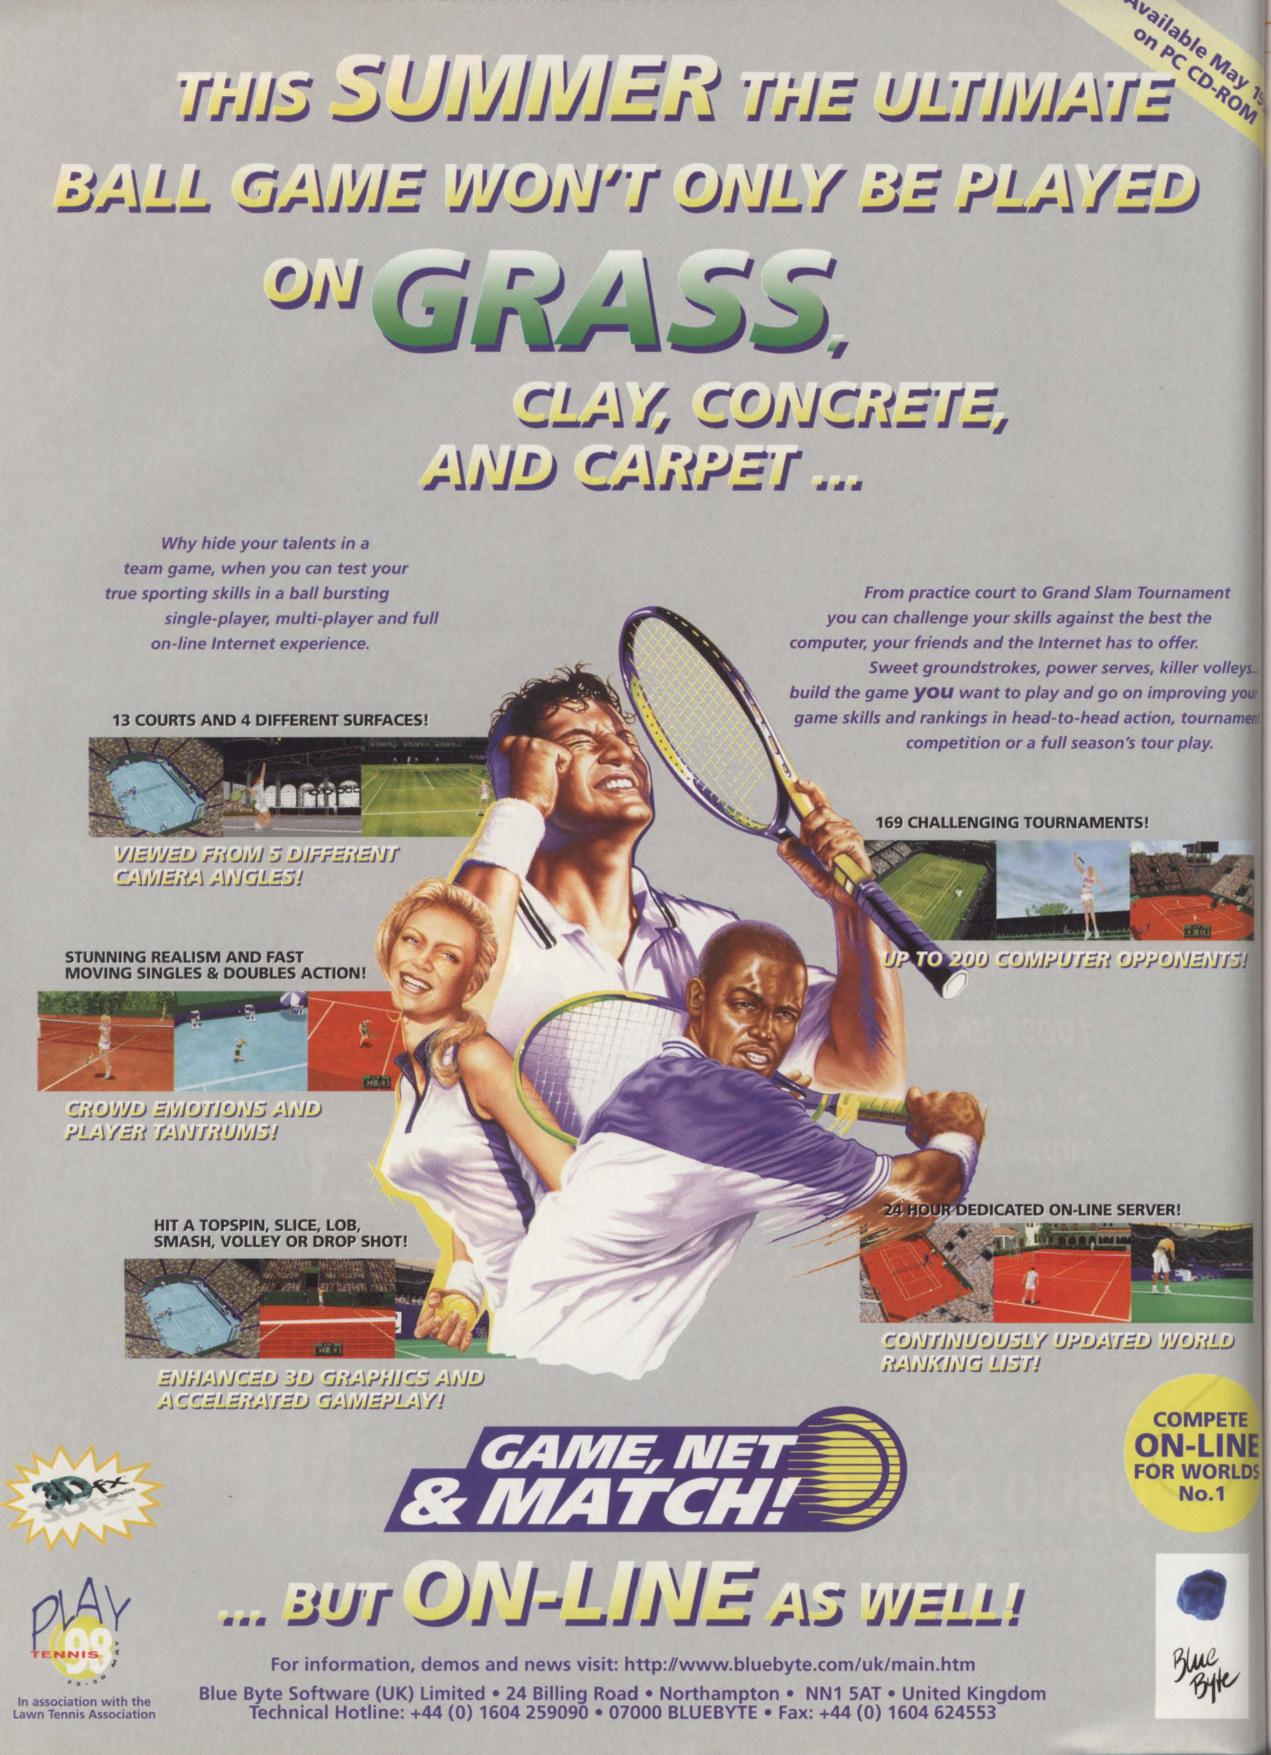 Available May 19
on PC CD-ROM
THIS SUMMER THE ULTIMATE
BALL GAME WON'T ONLY BE PLAYED
ON GRASS,
CLAY, CONCRETE,
AND CARPET ...
Why hide your talents in a
team game, when you can test your
true sporting skills in a ball bursting
single-player, multi-player and full
on-line Internet experience.
From practice court to Grand Slam Tournament
you can challenge your skills against the best the
computer, your friends and the Internet has to offer.
Sweet groundstrokes, power serves, killer volleys...
build the game you want to play and go on improving your
game skills and rankings in head-to-head action, tournament
competition or a full season's tour play.
13 COURTS AND 4 DIFFERENT SURFACES!
VIEWED FROM 5 DIFFERENT
CAMERA ANGLES!
169 CHALLENGING TOURNAMENTS!
UP TO 200 COMPUTER OPPONENTS!
STUNNING REALISM AND FAST
MOVING SINGLES & DOUBLES ACTION!
CROWD EMOTIONS AND
PLAYER TANTRUMS!
HIT A TOPSPIN, SLICE, LOB,
SMASH, VOLLEY OR DROP SHOT!
ENHANCED 3D GRAPHICS AND
ACCELERATED GAMEPLAY!
24 HOUR DEDICATED ON-LINE SERVER!
CONTINUOUSLY UPDATED WORLD
RANKING LIST!
COMPETE
ON-LINE
FOR WORLDS
No.1
GAME, NET
& MATCH!
3Dfx
interactive
... BUT ON-LINE AS WELL!
PLAY
TENNIS 98
In association with the
Lawn Tennis Association
For information, demos and news visit: http://www.bluebyte.com/uk/main.htm
Blue Byte Software (UK) Limited • 24 Billing Road • Northampton • NN1 5AT • United Kingdom
Technical Hotline: +44 (0) 1604 259090 • 07000 BLUEBYTE • Fax: +44 (0) 1604 624553
Blue
Byte